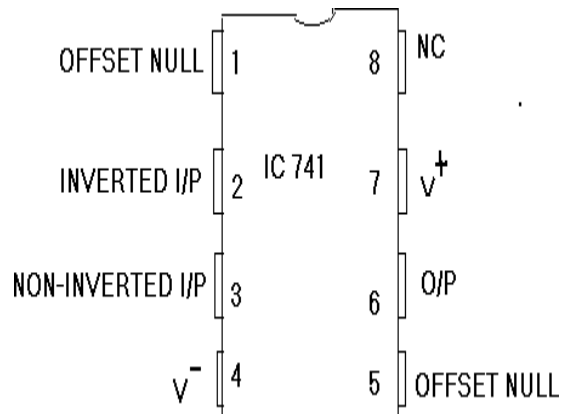 OFFSET NULL 1 8 NC
IC 741
INVERTED I/P 2 7 V+
NON-INVERTED I/P 3 6 O/P
V- 4 5 OFFSET NULL